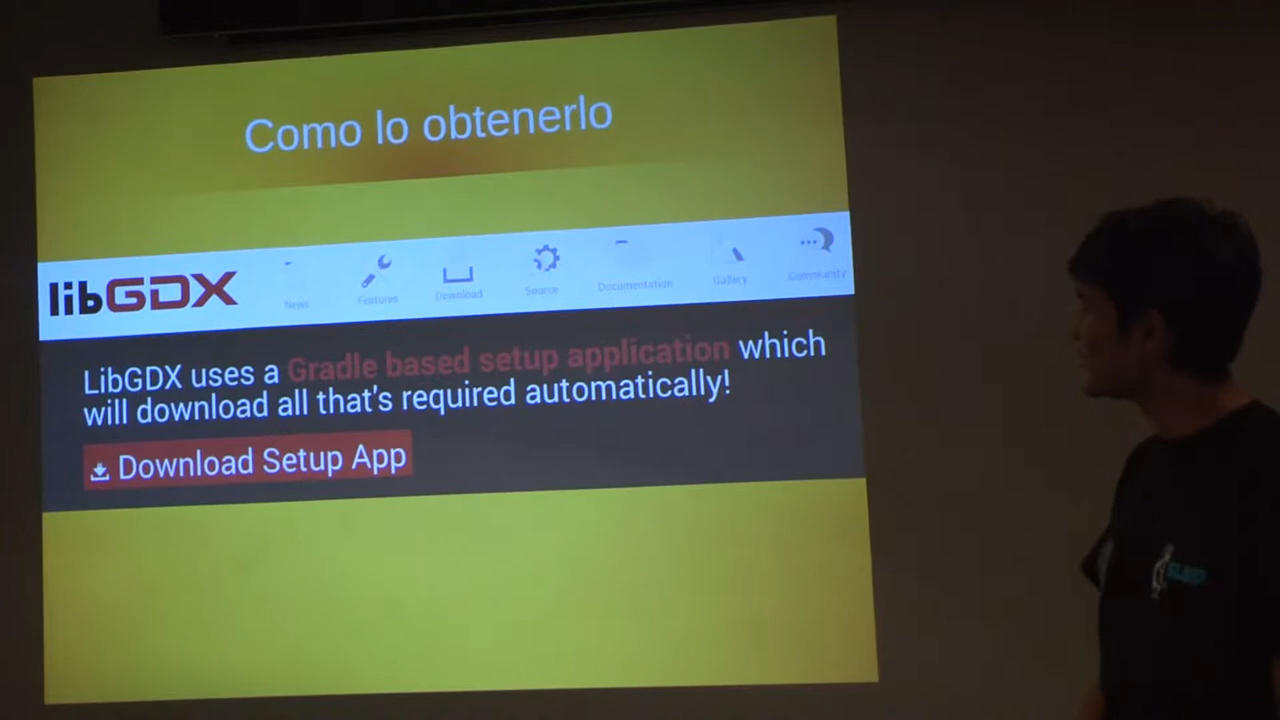 Como lo obtenerlo
libGDX
News Features Download Source Documentation Gallery Community
LibGDX uses a Gradle based setup application which
will download all that's required automatically!
Download Setup App